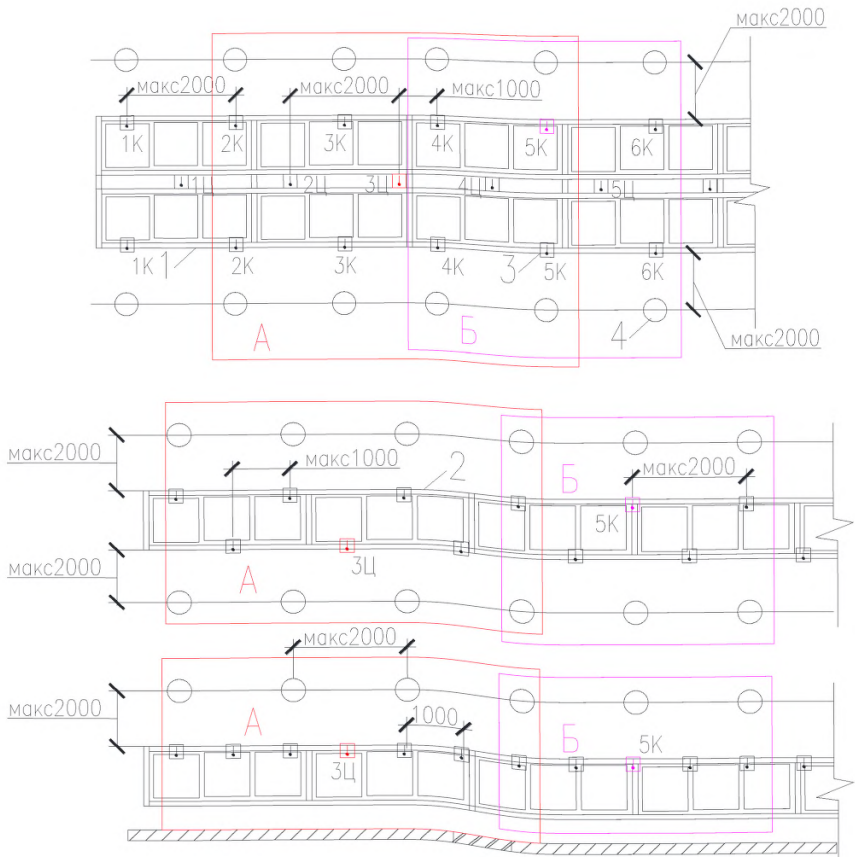 макс2000
макс2000 макс2000 макс1000
1К 2К 3К 4К 5К 6К
1Ц 2Ц 3Ц 4Ц 5Ц
1К 1 2К 3К 4К 3 5К 6К
А Б 4
макс2000
макс2000 макс1000 2 Б макс2000
5К
3Ц
макс2000 А
макс2000
макс2000 А 1000 Б 5К
3Ц